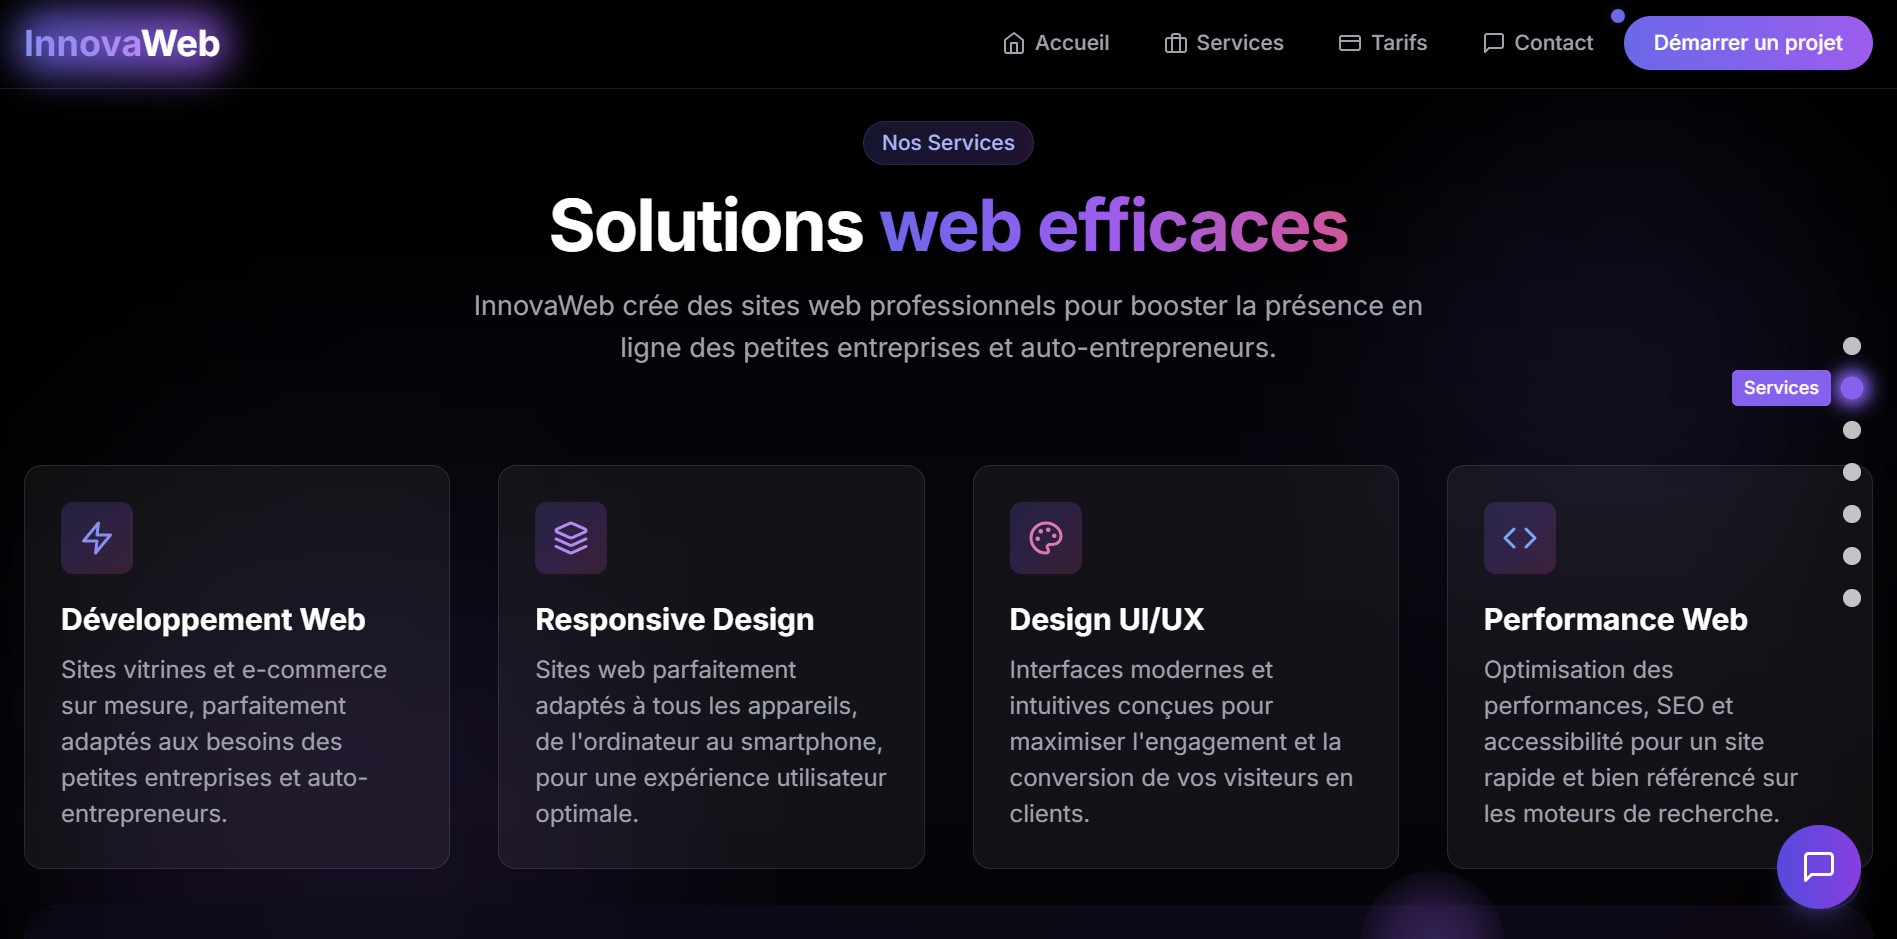 InnovaWeb
Accueil
Services
Tarifs
Contact
Démarrer un projet
Nos Services
Solutions web efficaces
InnovaWeb crée des sites web professionnels pour booster la présence en
ligne des petites entreprises et auto-entrepreneurs.
Services
Développement Web
Sites vitrines et e-commerce
sur mesure, parfaitement
adaptés aux besoins des
petites entreprises et auto-
entrepreneurs.
Responsive Design
Sites web parfaitement
adaptés à tous les appareils,
de l'ordinateur au smartphone,
pour une expérience utilisateur
optimale.
Design UI/UX
Interfaces modernes et
intuitives conçues pour
maximiser l'engagement et la
conversion de vos visiteurs en
clients.
Performance Web
Optimisation des
performances, SEO et
accessibilité pour un site
rapide et bien référencé sur
les moteurs de recherche.